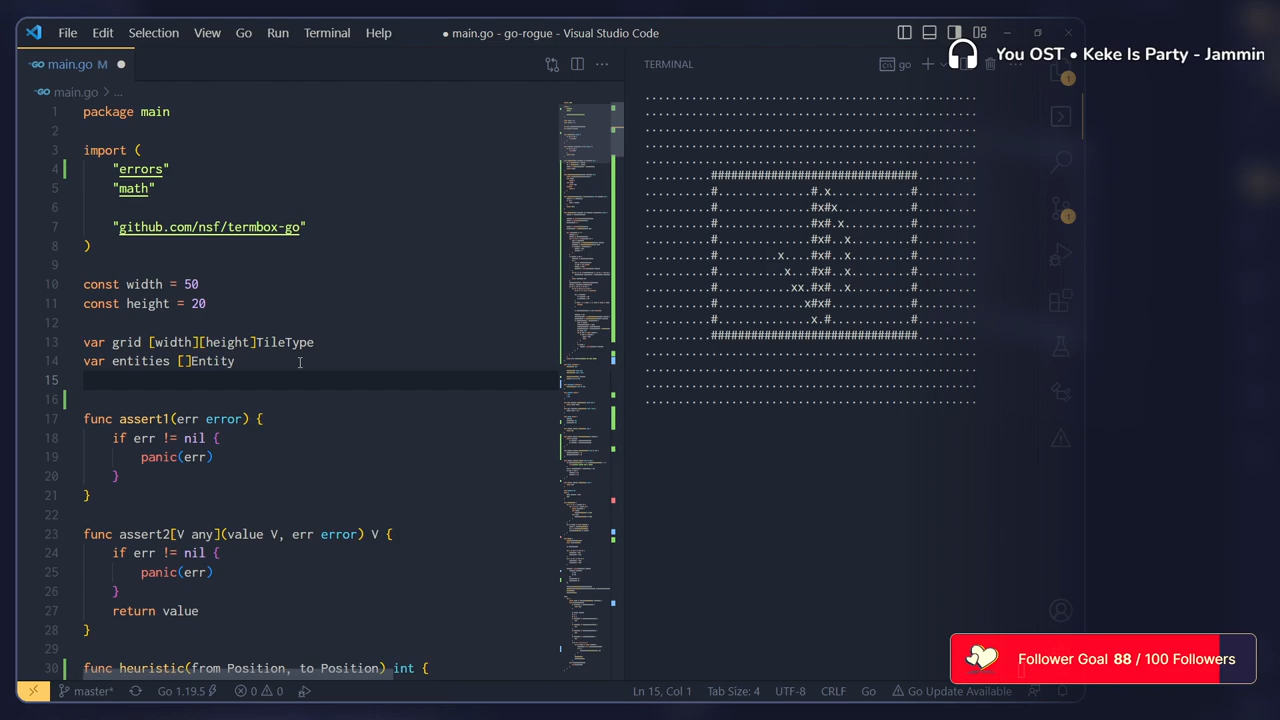 File Edit Selection View Go Run Terminal Help
● main.go - go-rogue - Visual Studio Code
You OST • Keke Is Party - Jammin
main.go M ●
main.go > ...
1 package main
2
3 import (
4 "errors"
5 "math"
6
7 "github.com/nsf/termbox-go"
8 )
9
10 const width = 50
11 const height = 20
12
13 var grid [width][height]TileType
14 var entities []Entity
15
16
17 func assert1(err error) {
18 if err != nil {
19 panic(err)
20 }
21 }
22
23 func assert2[V any](value V, err error) V {
24 if err != nil {
25 panic(err)
26 }
27 return value
28 }
29
30 func heuristic(from Position, to Position) int {
TERMINAL
go
1
1
..................................................
..................................................
..................................................
..................................................
..................................................
..........############################............
..........#..............#.x............#.........
..........#..............#x#x...........#.........
..........#..............#x#.x..........#.........
..........#..............#x#..x.........#.........
..........#.........x....#x#..x.........#.........
..........#..........x...#x#............#.........
..........#...........xx.#x#..x.........#.........
..........#.............x#x#............#.........
..........#..............x.#............#.........
..........############################............
..................................................
..................................................
..................................................
..................................................
Follower Goal 88 / 100 Followers
master* Go 1.19.5 0 0
Ln 15, Col 1 Tab Size: 4 UTF-8 CRLF Go Go Update Available